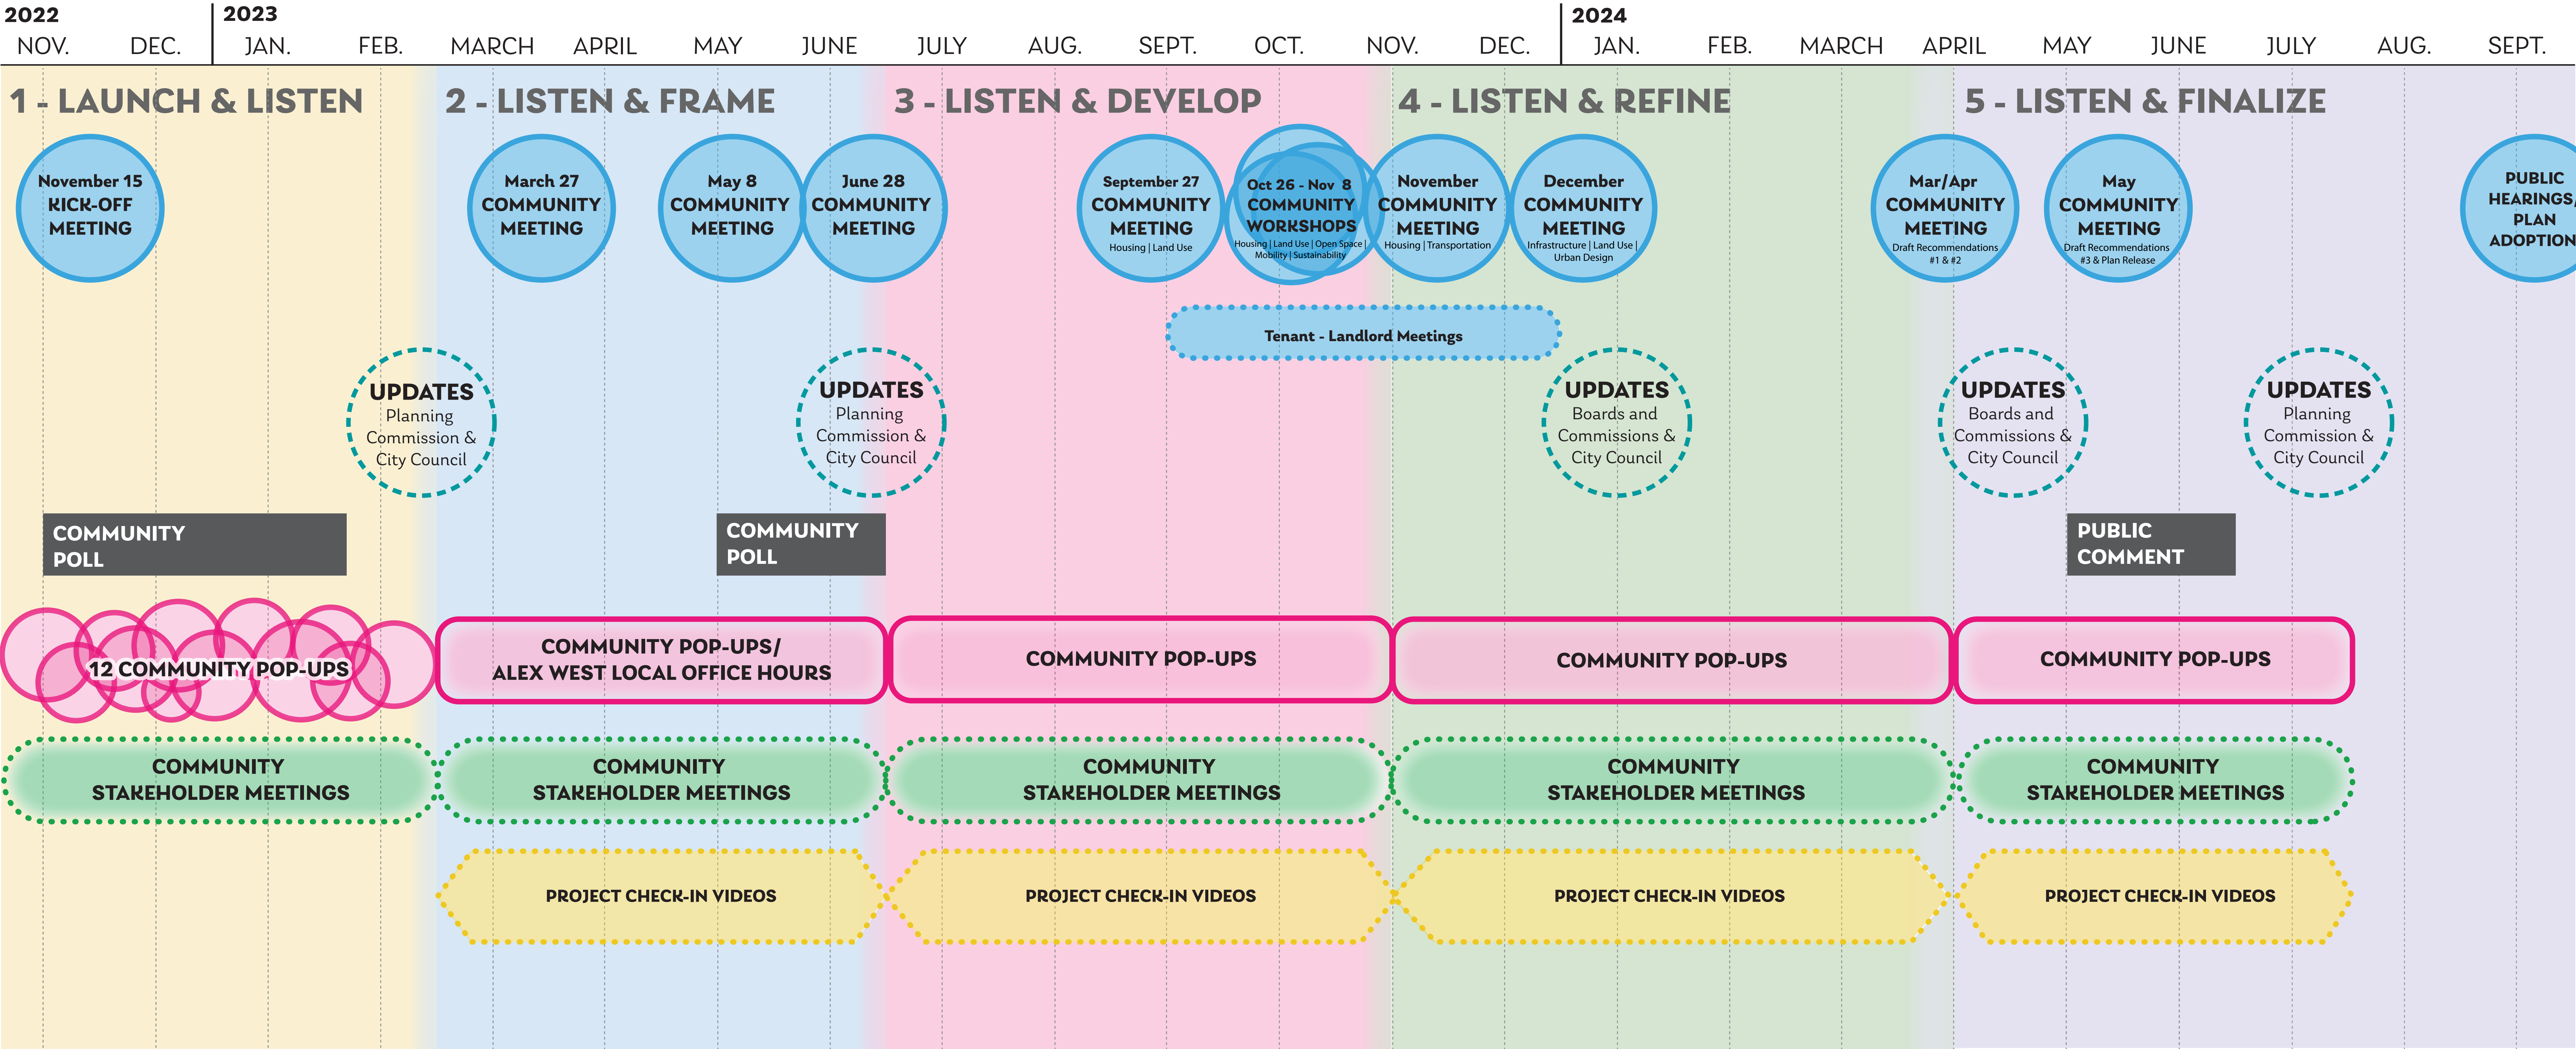 2022
2023
2024
NOV.
DEC.
JAN.
FEB.
MARCH
APRIL
MAY
JUNE
JULY
AUG.
SEPT.
OCT.
NOV.
DEC.
JAN.
FEB.
MARCH
APRIL
MAY
JUNE
JULY
AUG.
SEPT.
1 - LAUNCH & LISTEN
2 - LISTEN & FRAME
3 - LISTEN & DEVELOP
4 - LISTEN & REFINE
5 - LISTEN & FINALIZE
November 15
KICK-OFF
MEETING
March 27
COMMUNITY
MEETING
May 8
COMMUNITY
MEETING
June 28
COMMUNITY
MEETING
September 27
COMMUNITY
MEETING
Housing | Land Use
Oct 26 - Nov 8
COMMUNITY
WORKSHOPS
Housing | Land Use | Open Space |
Mobility | Sustainability
November
COMMUNITY
MEETING
Housing | Transportation
December
COMMUNITY
MEETING
Infrastructure | Land Use |
Urban Design
Mar/Apr
COMMUNITY
MEETING
Draft Recommendations
#1 & #2
May
COMMUNITY
MEETING
Draft Recommendations
#3 & Plan Release
PUBLIC
HEARINGS,
PLAN
ADOPTION
Tenant - Landlord Meetings
UPDATES
Planning
Commission &
City Council
UPDATES
Planning
Commission &
City Council
UPDATES
Boards and
Commissions &
City Council
UPDATES
Boards and
Commissions &
City Council
UPDATES
Planning
Commission &
City Council
COMMUNITY
POLL
COMMUNITY
POLL
PUBLIC
COMMENT
12 COMMUNITY POP-UPS
COMMUNITY POP-UPS/
ALEX WEST LOCAL OFFICE HOURS
COMMUNITY POP-UPS
COMMUNITY POP-UPS
COMMUNITY POP-UPS
COMMUNITY
STAKEHOLDER MEETINGS
COMMUNITY
STAKEHOLDER MEETINGS
COMMUNITY
STAKEHOLDER MEETINGS
COMMUNITY
STAKEHOLDER MEETINGS
COMMUNITY
STAKEHOLDER MEETINGS
PROJECT CHECK-IN VIDEOS
PROJECT CHECK-IN VIDEOS
PROJECT CHECK-IN VIDEOS
PROJECT CHECK-IN VIDEOS